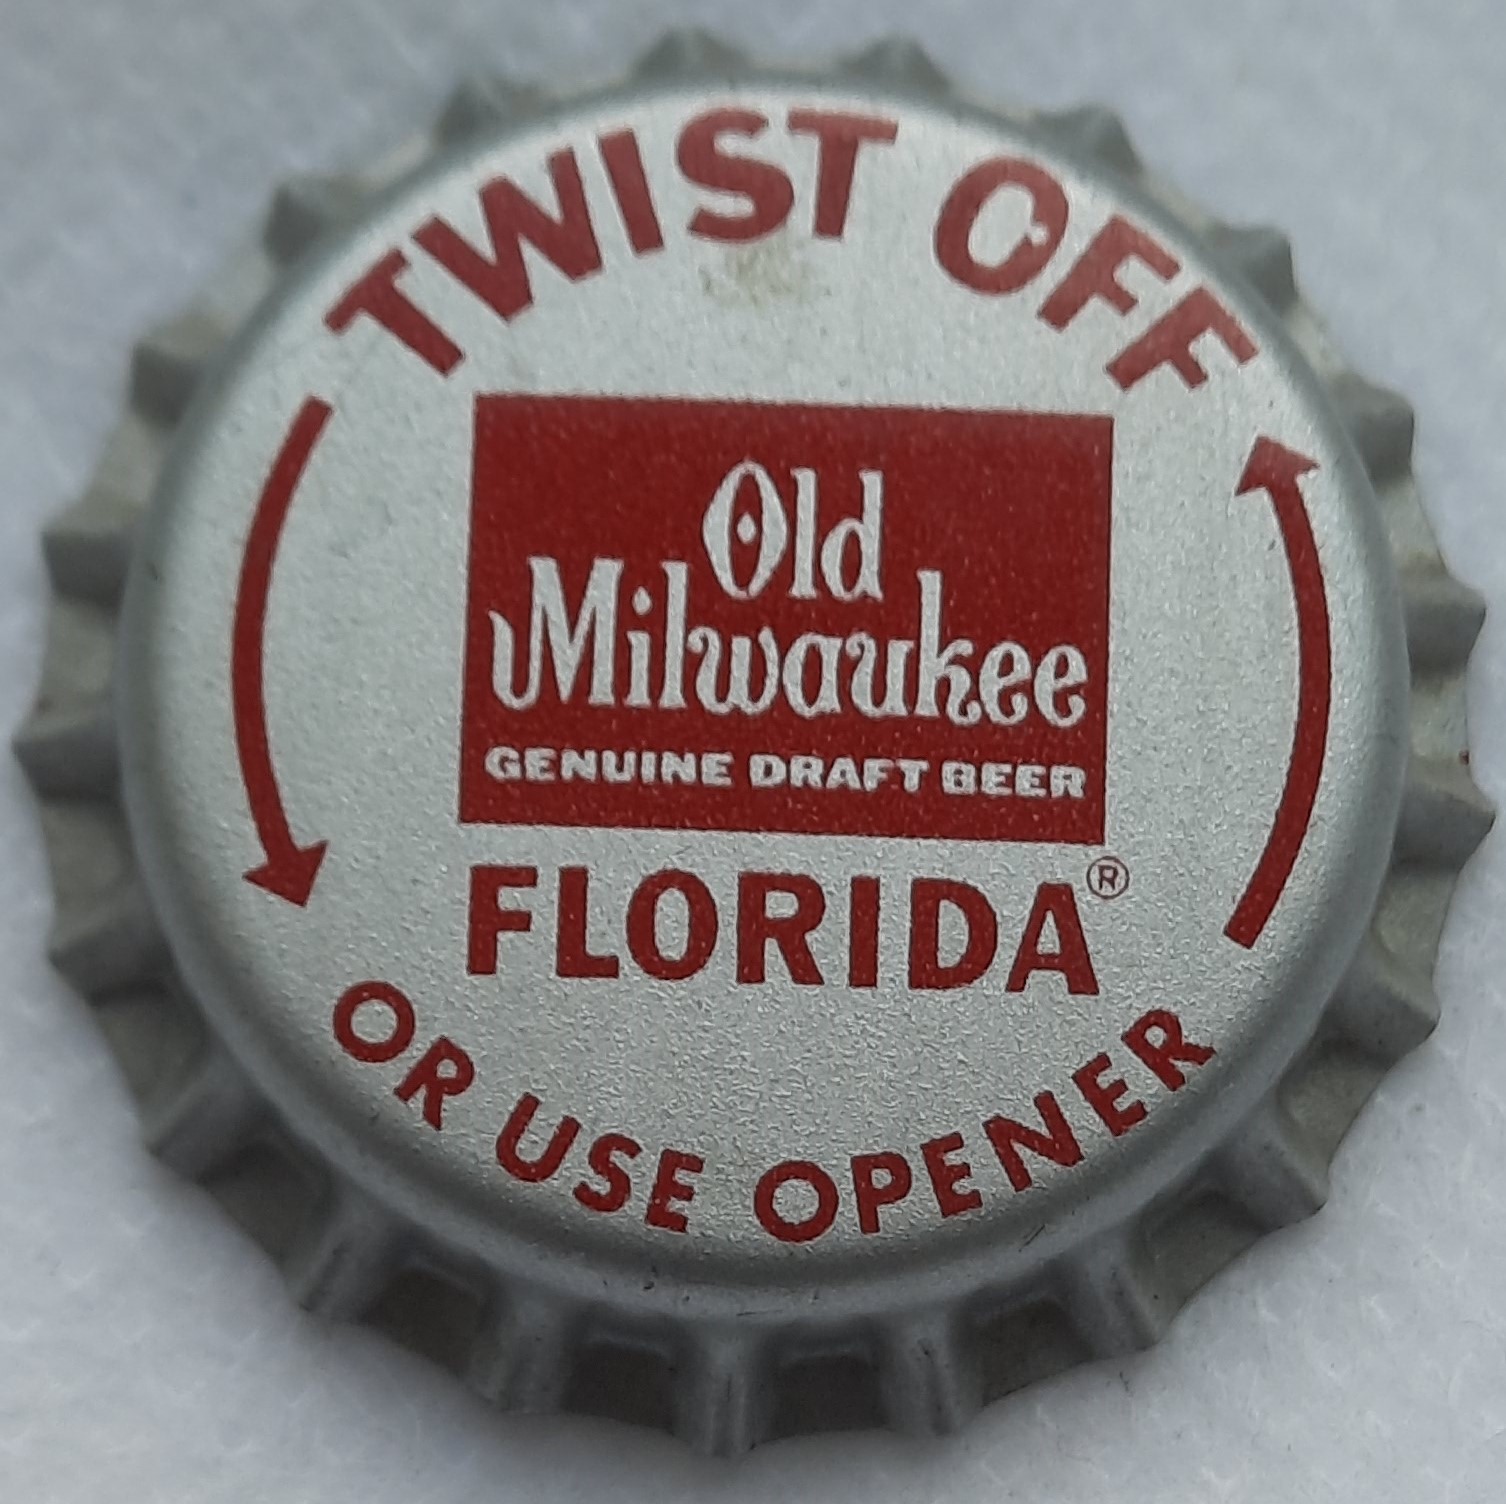 TWIST OFF
Old
Milwaukee
GENUINE DRAFT BEER
FLORIDA®
OR USE OPENER